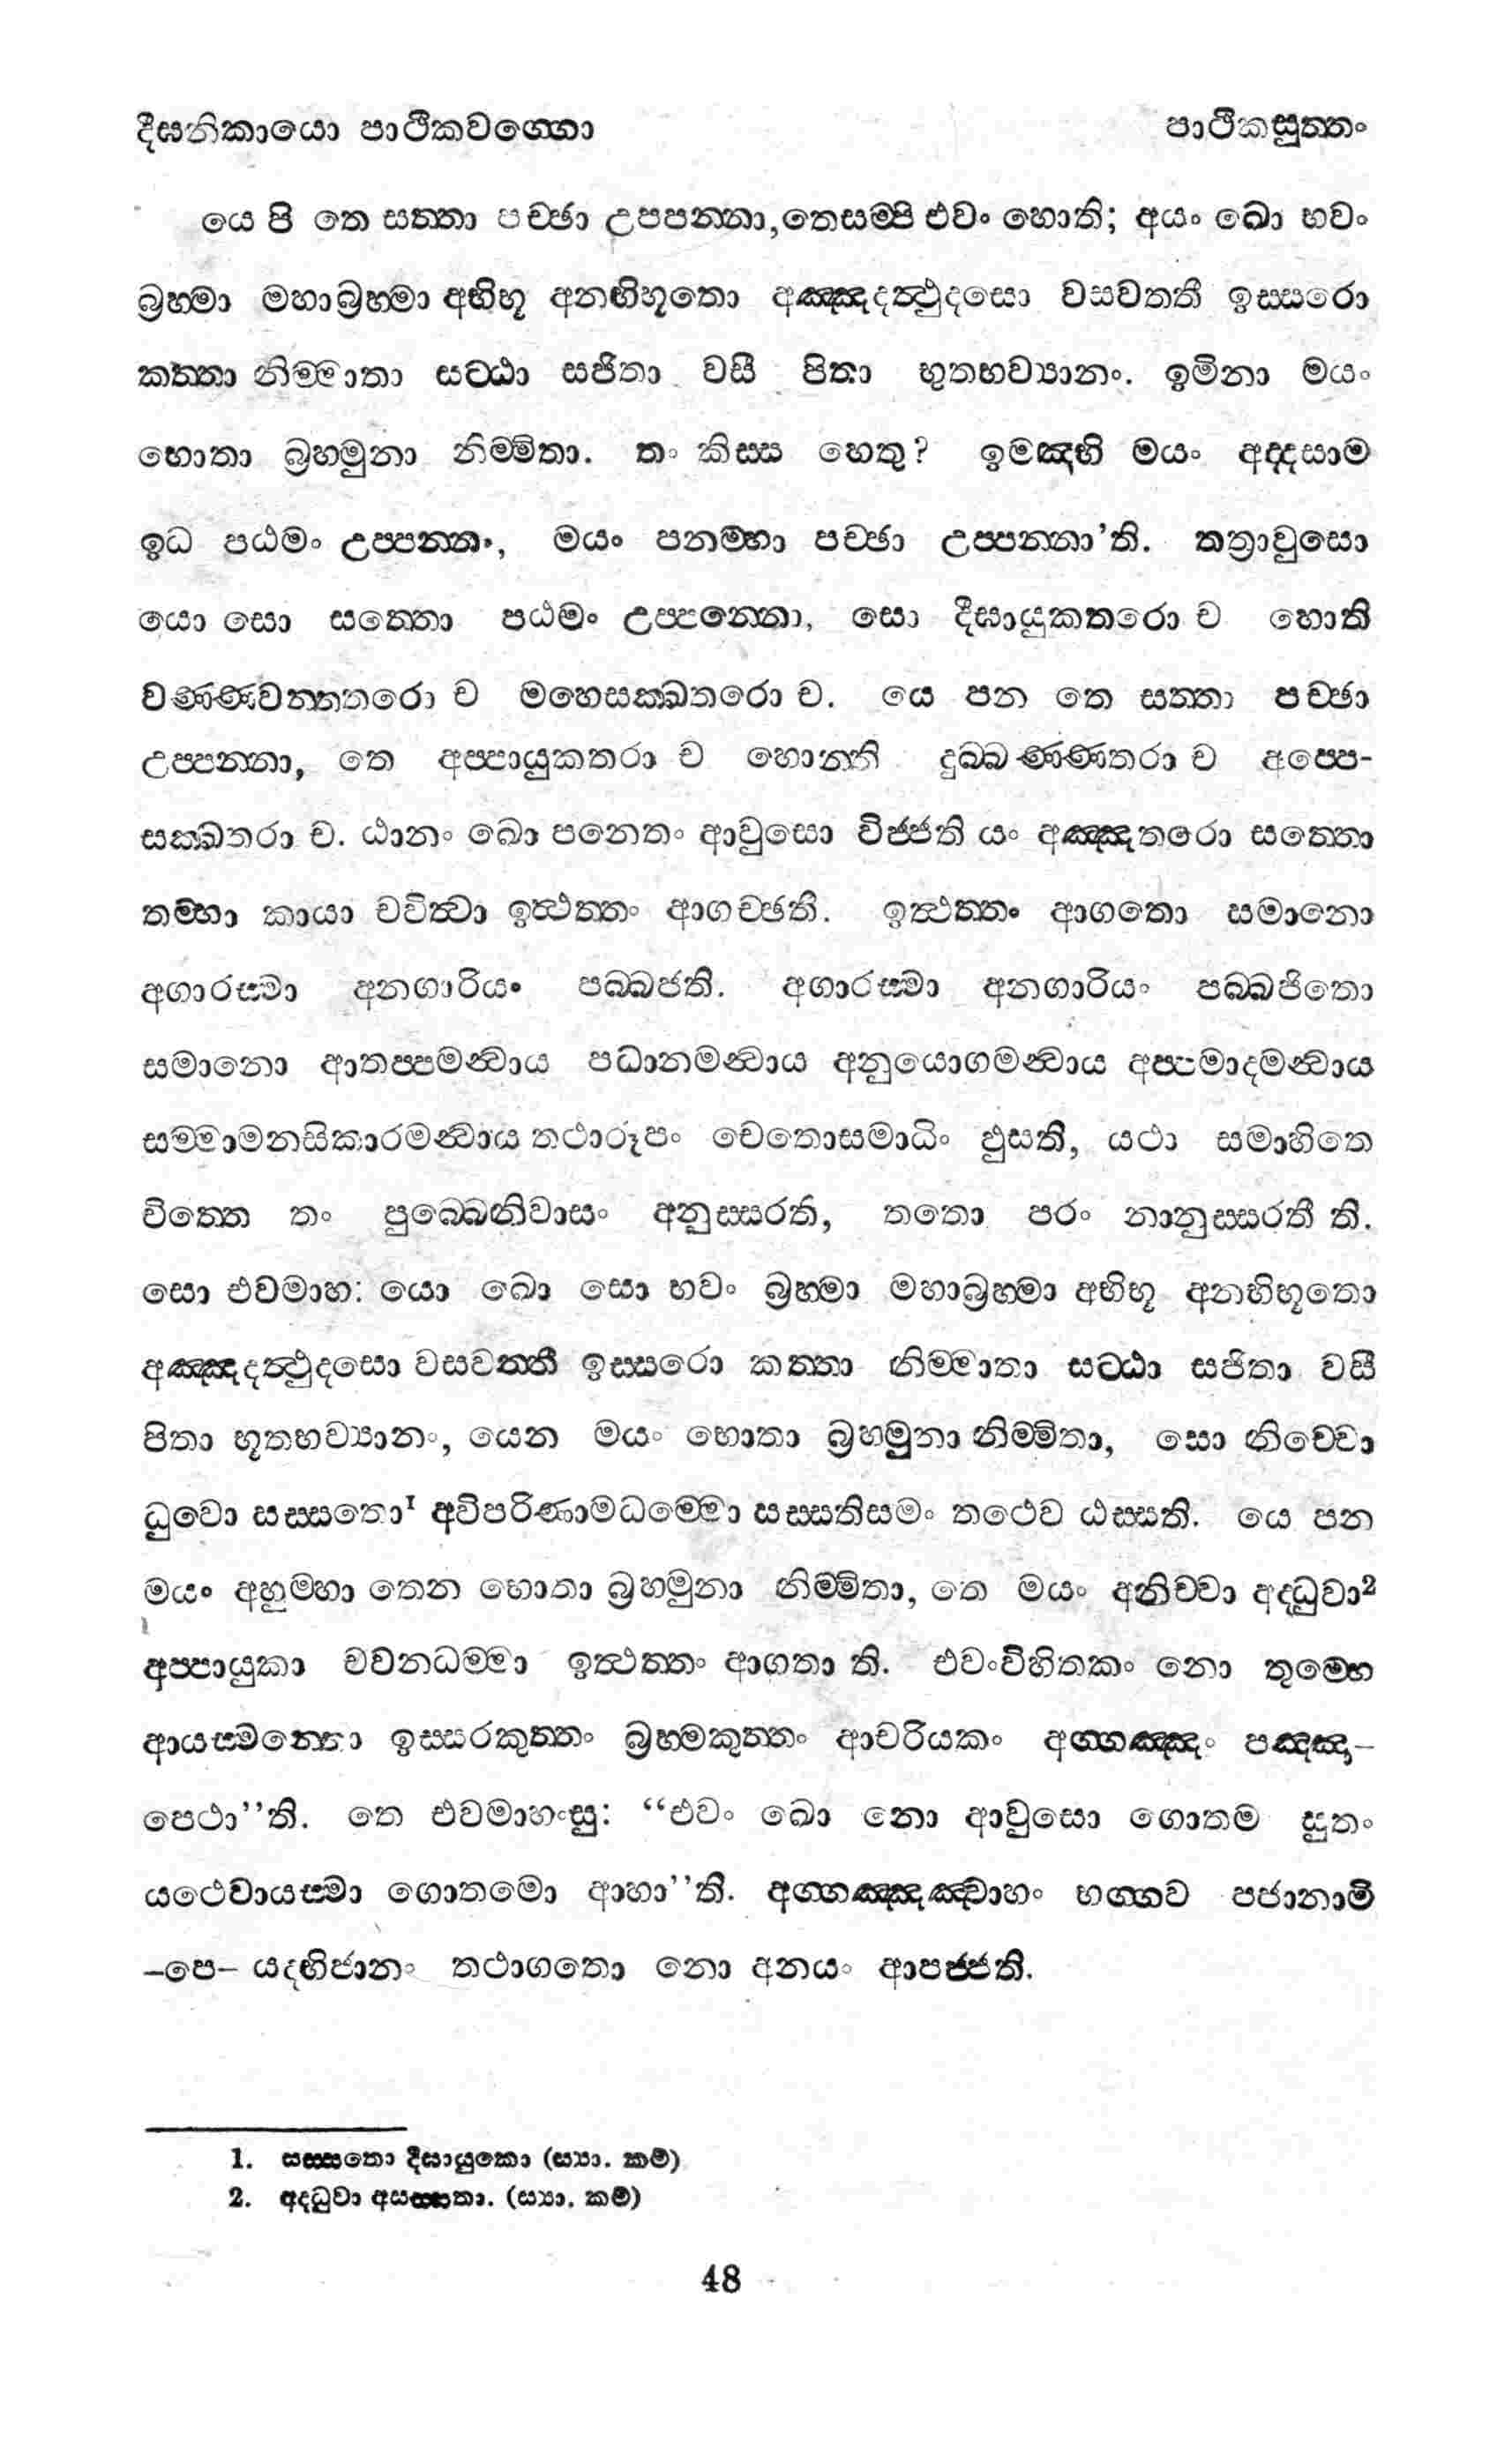 දීඝනිකායො පාථිකවග්ගො පාථිකසුත්තං
යෙ පි තෙ සත්තා පච්ඡා උපපන්නා,තෙසම්පි එවං හොති; අයං ඛො භවං
බ්‍රහ්මා මහාබ්‍රහ්මා අභිභූ අනභිභූතො අඤ්ඤදත්ථුදසො වසවතතී ඉස්සරො
කත්තා නිම්මාතා සට්ඨා සජිතා වසී පිතා භුතභව්‍යානං. ඉමිනා මයං
භොතා බ්‍රහමුනා නිම්මිතා. තං කිස්ස හෙතු? ඉමඤ්හි මයං අද්දසාම
ඉධ පඨමං උප්පන්නං, මයං පනම්හා පච්ඡා උප්පන්නා'ති. තත්‍රාවුසො
යො සො සත්තො පඨමං උප්පන්නො, සො දීඝායුකතරො ච හොති
වණ්ණවන්තතරො ච මහෙසක්ඛතරො ච. යෙ පන තෙ සත්තා පච්ඡා
උප්පන්නා, තෙ අප්පායුකතරා ච හොන්ති දුබ්බණ්ණතරා ච අප්පෙ-
සක්ඛතරා ච. ඨානං ඛො පනෙතං ආවුසො විජ්ජති යං අඤ්ඤතරො සත්තො
තම්හා කායා චවිත්වා ඉත්ථත්තං ආගච්ඡති. ඉත්ථත්තං ආගතො සමානො
අගාරස්මා අනගාරියං පබ්බජති. අගාරස්මා අනගාරියං පබ්බජිතො
සමානො ආතප්පමන්වාය පධානමන්වාය අනුයොගමන්වාය අප්පමාදමන්වාය
සම්මාමනසිකාරමන්වාය තථාරූපං චෙතොසමාධිං ඵුසති, යථා සමාහිතෙ
චිත්තෙ තං පුබ්බෙනිවාසං අනුස්සරති, තතො පරං නානුස්සරතී ති.
සො එවමාහ: යො ඛො සො භවං බ්‍රහ්මා මහාබ්‍රහ්මා අභිභූ අනභිභූතො
අඤ්ඤදත්ථුදසො වසවත්තී ඉස්සරො කත්තා නිම්මාතා සට්ඨා සජිතා වසී
පිතා භූතභව්‍යානං, යෙන මයං භොතා බ්‍රහමුනා නිම්මිතා, සො නිච්චො
ධුවො සස්සතො¹ අවිපරිණාමධම්මො සස්සතිසමං තථෙව ඨස්සති. යෙ පන
මයං අහුම්හා තෙන භොතා බ්‍රහමුනා නිම්මිතා, තෙ මයං අනිච්චා අද්ධුවා²
අප්පායුකා චවනධම්මා ඉත්ථත්තං ආගතා ති. එවංවිහිතකං නො තුම්හෙ
ආයස්මන්තො ඉස්සරකුත්තං බ්‍රහ්මකුත්තං ආචරියකං අග්ගඤ්ඤං පඤ්ඤා-
පෙථා''ති. තෙ එවමාහංසු: “එවං ඛො නො ආවුසො ගොතම සුතං
යථෙවායස්මා ගොතමො ආහා''ති. අග්ගඤ්ඤඤ්චාහං භග්ගව පජානාමි
–පෙ– යදභිජානං තථාගතො නො අනයං ආපජ්ජති.
1. සස්සතො දීඝායුකො (ස්‍යා. කම්)
2. අද්ධුවා අසස්සතා. (ස්‍යා. කම්)
48